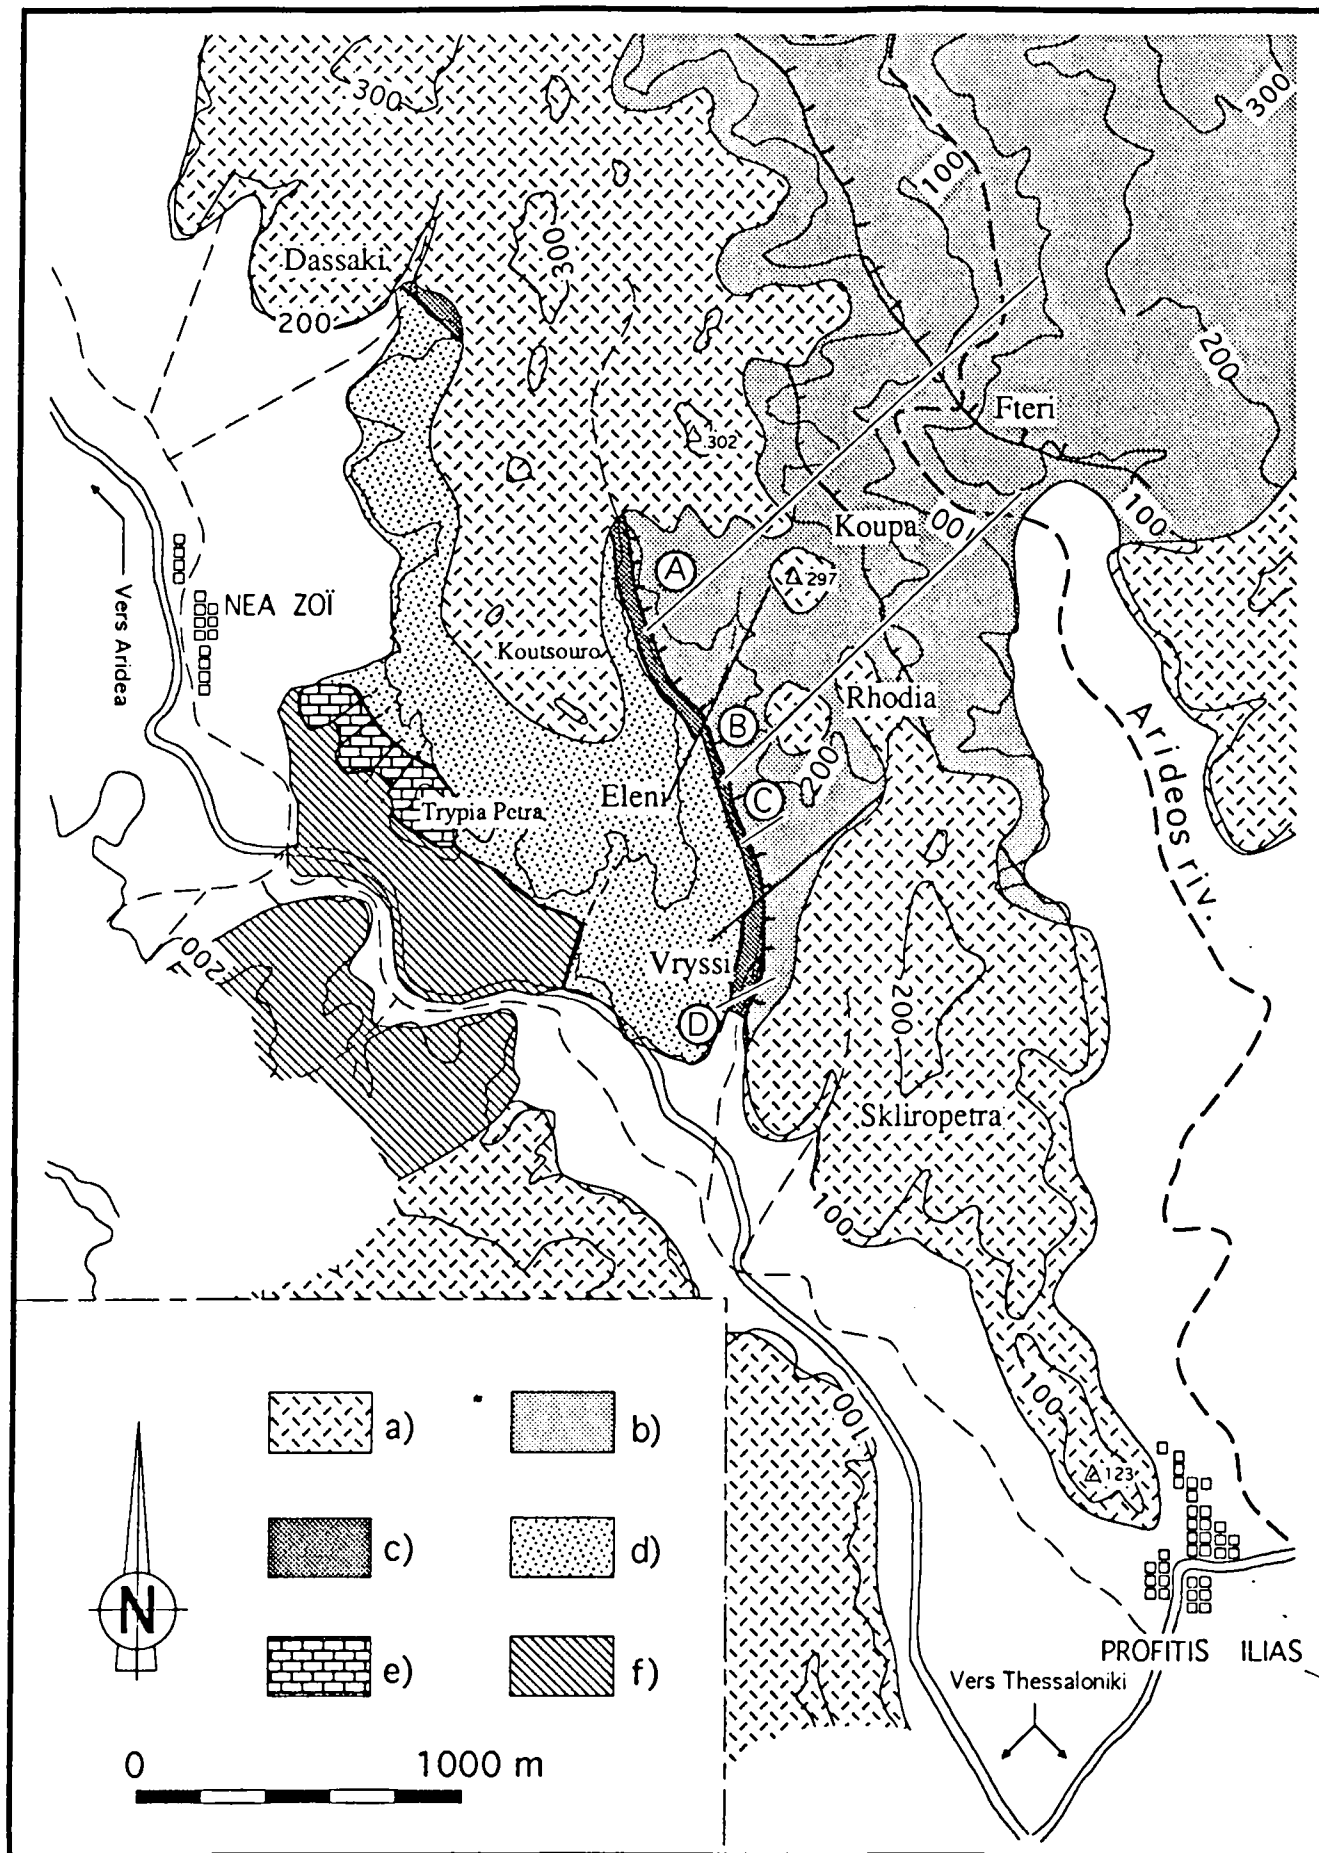 300
300
100
Dassaki
300
200
200
302
Fteri
100
Koupa
00
A
297
Vers Aridea
NEA ZOÏ
Koutsouro
Rhodia
B
Arideos riv.
200
Eleni
C
Trypia Petra
200
Vryssi
200
D
Skliropetra
100
100
100
123
a)
b)
c)
d)
e)
f)
N
PROFITIS ILIAS
Vers Thessaloniki
0
1000 m